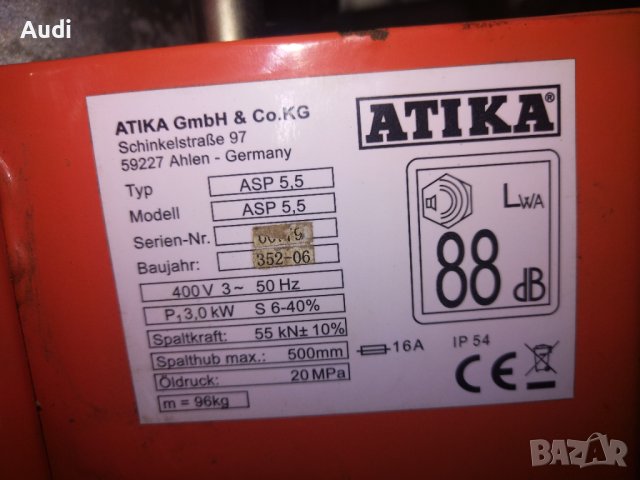 Audi
ATIKA GmbH & Co.KG
Schinkelstraße 97
59227 Ahlen - Germany
ATIKA®
Typ ASP 5,5
Modell ASP 5,5
Serien-Nr.
Baujahr: 352-06
400 V 3~ 50 Hz
P₁ 3,0 kW S 6-40%
Spaltkraft: 55 kN± 10%
Spalthub max.: 500mm
Öldruck: 20 MPa
m = 96kg
LWA
88
dB
16A IP 54
CE
BAZAR